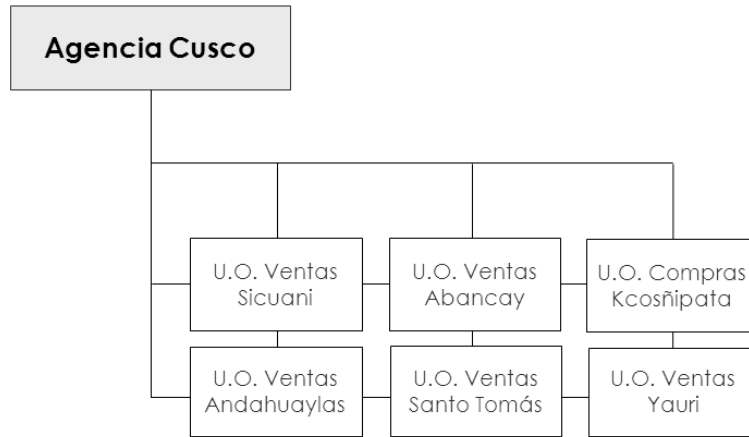 Agencia Cusco
U.O. Ventas
Sicuani
U.O. Ventas
Abancay
U.O. Compras
Kcosñipata
U.O. Ventas
Andahuaylas
U.O. Ventas
Santo Tomás
U.O. Ventas
Yauri